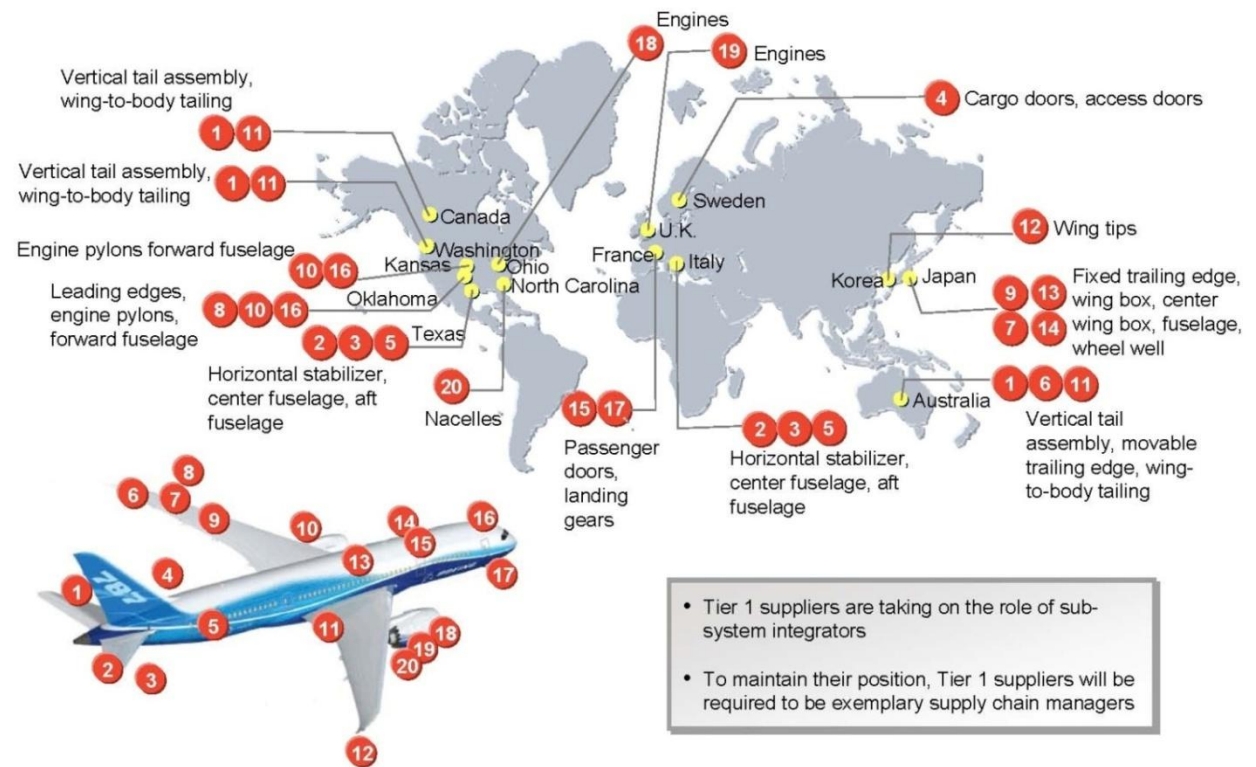 Engines
18
19 Engines
Vertical tail assembly,
wing-to-body tailing
1 11
4 Cargo doors, access doors
Vertical tail assembly,
wing-to-body tailing
1 11
Canada
Sweden
U.K.
12 Wing tips
Engine pylons forward fuselage
10 16
Washington
Kansas
Ohio
France
Italy
Korea
Japan
Leading edges,
engine pylons,
forward fuselage
8 10 16
Oklahoma
North Carolina
9 13
7 14
Fixed trailing edge,
wing box, center
wing box, fuselage,
wheel well
Texas
2 3 5
Horizontal stabilizer,
center fuselage, aft
fuselage
20
Nacelles
15 17
Passenger
doors,
landing
gears
2 3 5
Horizontal stabilizer,
center fuselage, aft
fuselage
Australia
1 6 11
Vertical tail
assembly, movable
trailing edge, wing-
to-body tailing
8
6
7
9
10
14
16
15
13
4
17
1
787
BOEING
5
11
18
19
20
2
3
12
• Tier 1 suppliers are taking on the role of sub-
system integrators
• To maintain their position, Tier 1 suppliers will be
required to be exemplary supply chain managers